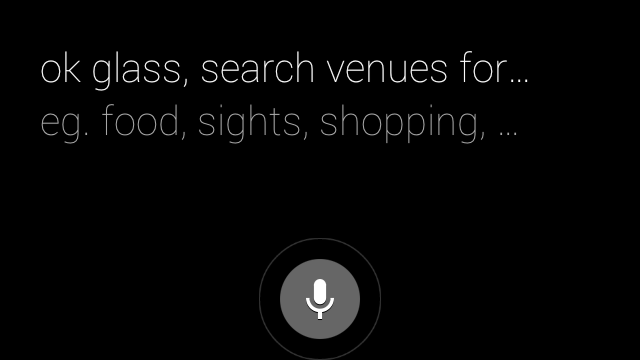 ok glass, search venues for...
eg. food, sights, shopping, ...